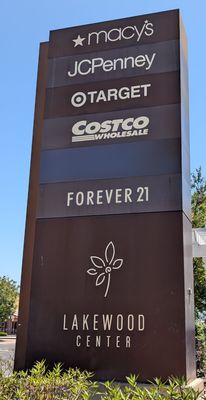 macy's
JCPenney
TARGET
COSTCO
WHOLESALE
FOREVER 21
LAKEWOOD
CENTER